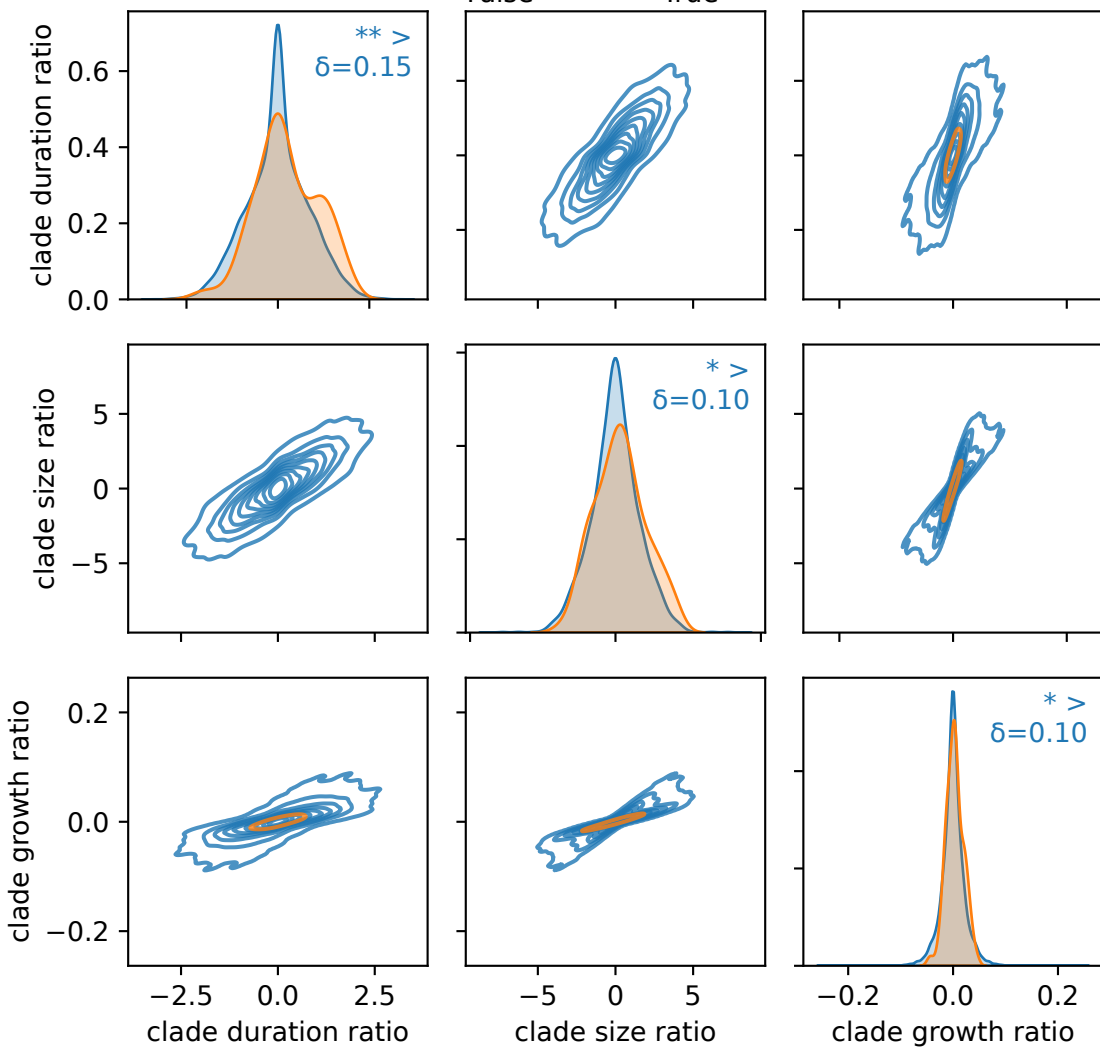 clade duration ratio
0.6
0.4
0.2
0.0
** >
δ=0.15
clade size ratio
5
0
−5
* >
δ=0.10
clade growth ratio
0.2
0.0
−0.2
* >
δ=0.10
−2.5 0.0 2.5
−5 0 5
−0.2 0.0 0.2
clade duration ratio
clade size ratio
clade growth ratio